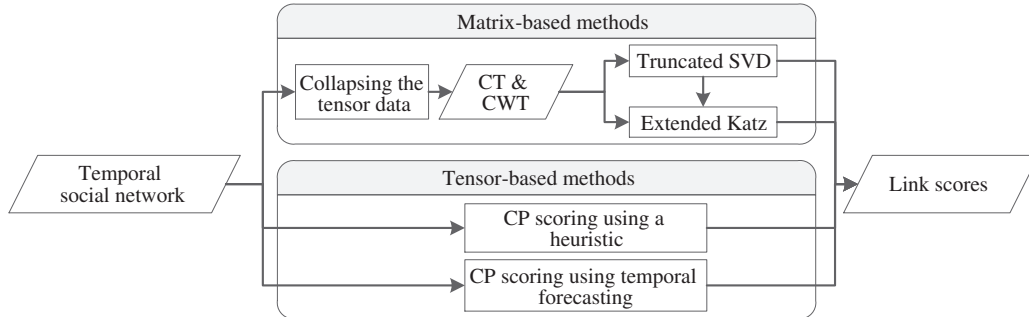 Matrix-based methods
Collapsing the
tensor data
CT &
CWT
Truncated SVD
Extended Katz
Temporal
social network
Tensor-based methods
CP scoring using a
heuristic
CP scoring using temporal
forecasting
Link scores